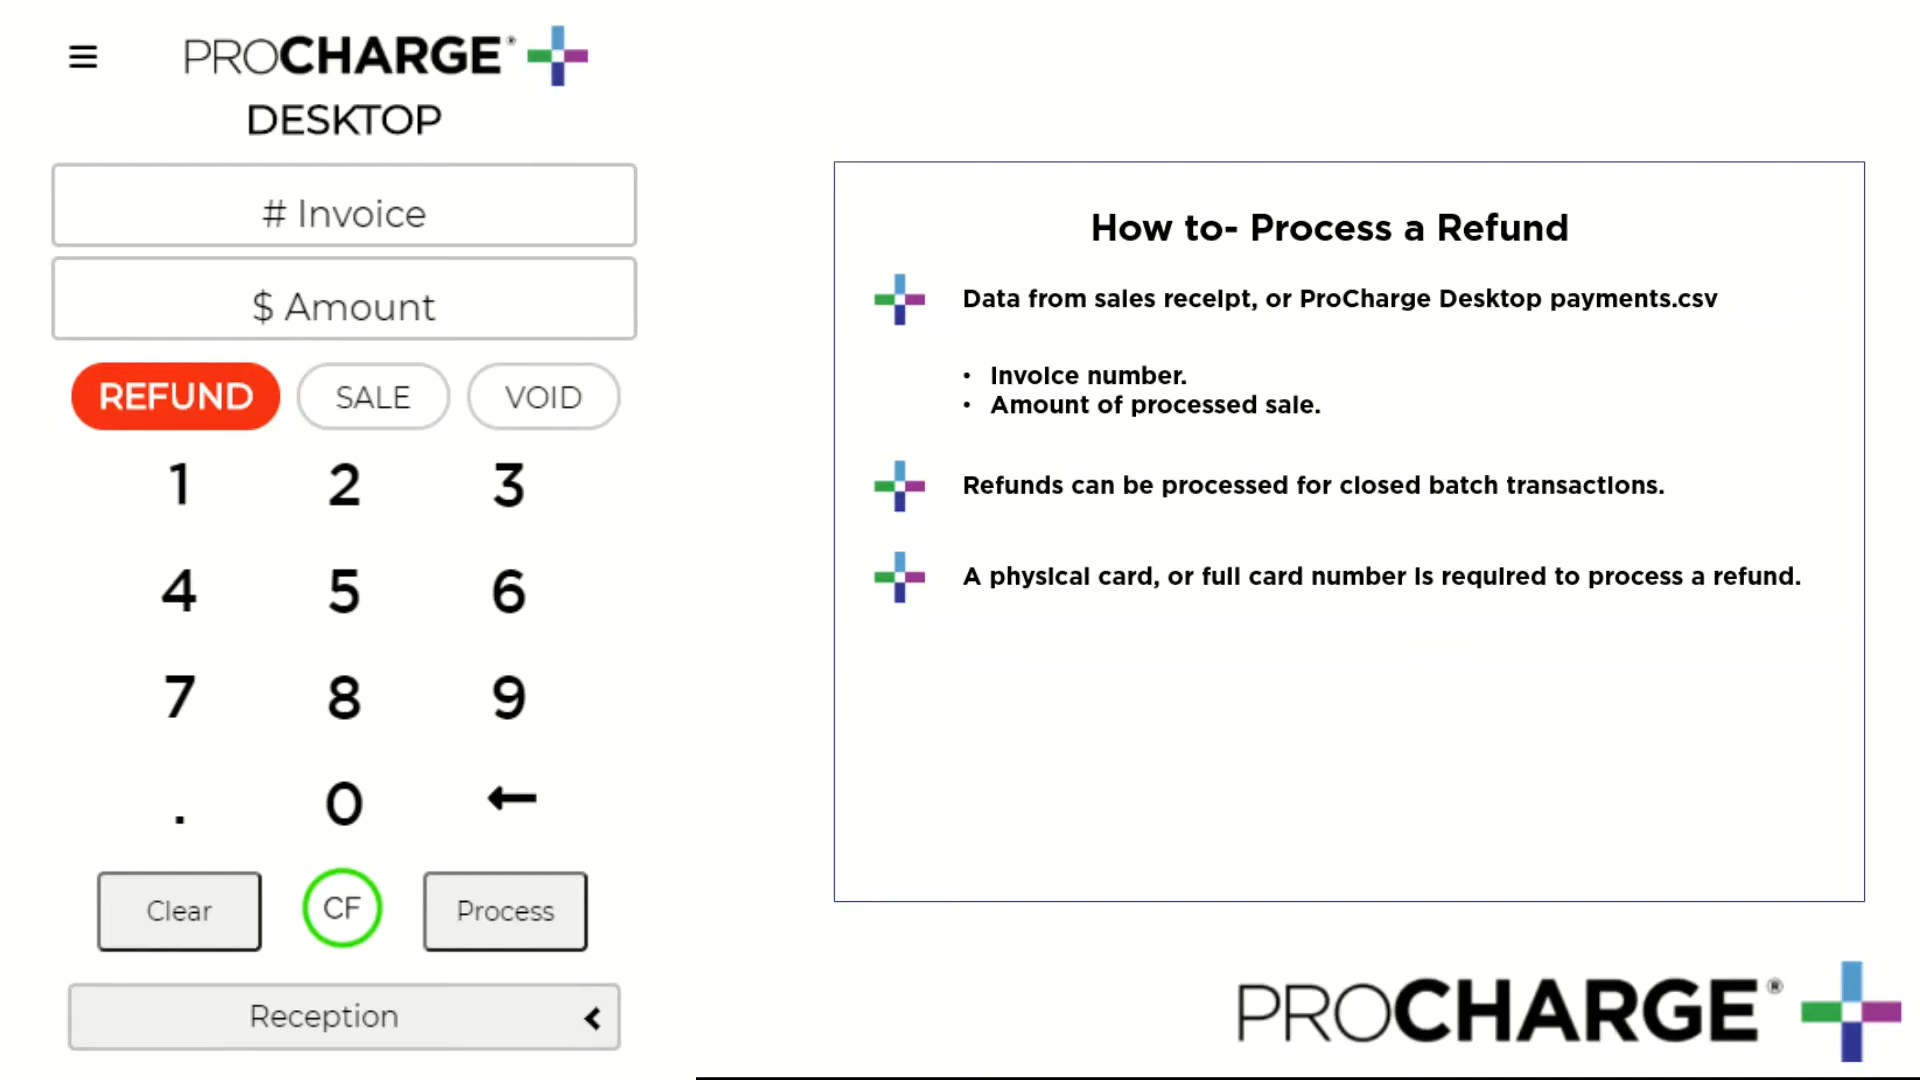 PROCHARGE®
DESKTOP
# Invoice
$ Amount
REFUND SALE VOID
1 2 3
4 5 6
7 8 9
. 0
Clear CF Process
Reception
How to- Process a Refund
Data from sales receipt, or ProCharge Desktop payments.csv
• Invoice number.
• Amount of processed sale.
Refunds can be processed for closed batch transactions.
A physical card, or full card number is required to process a refund.
PROCHARGE®